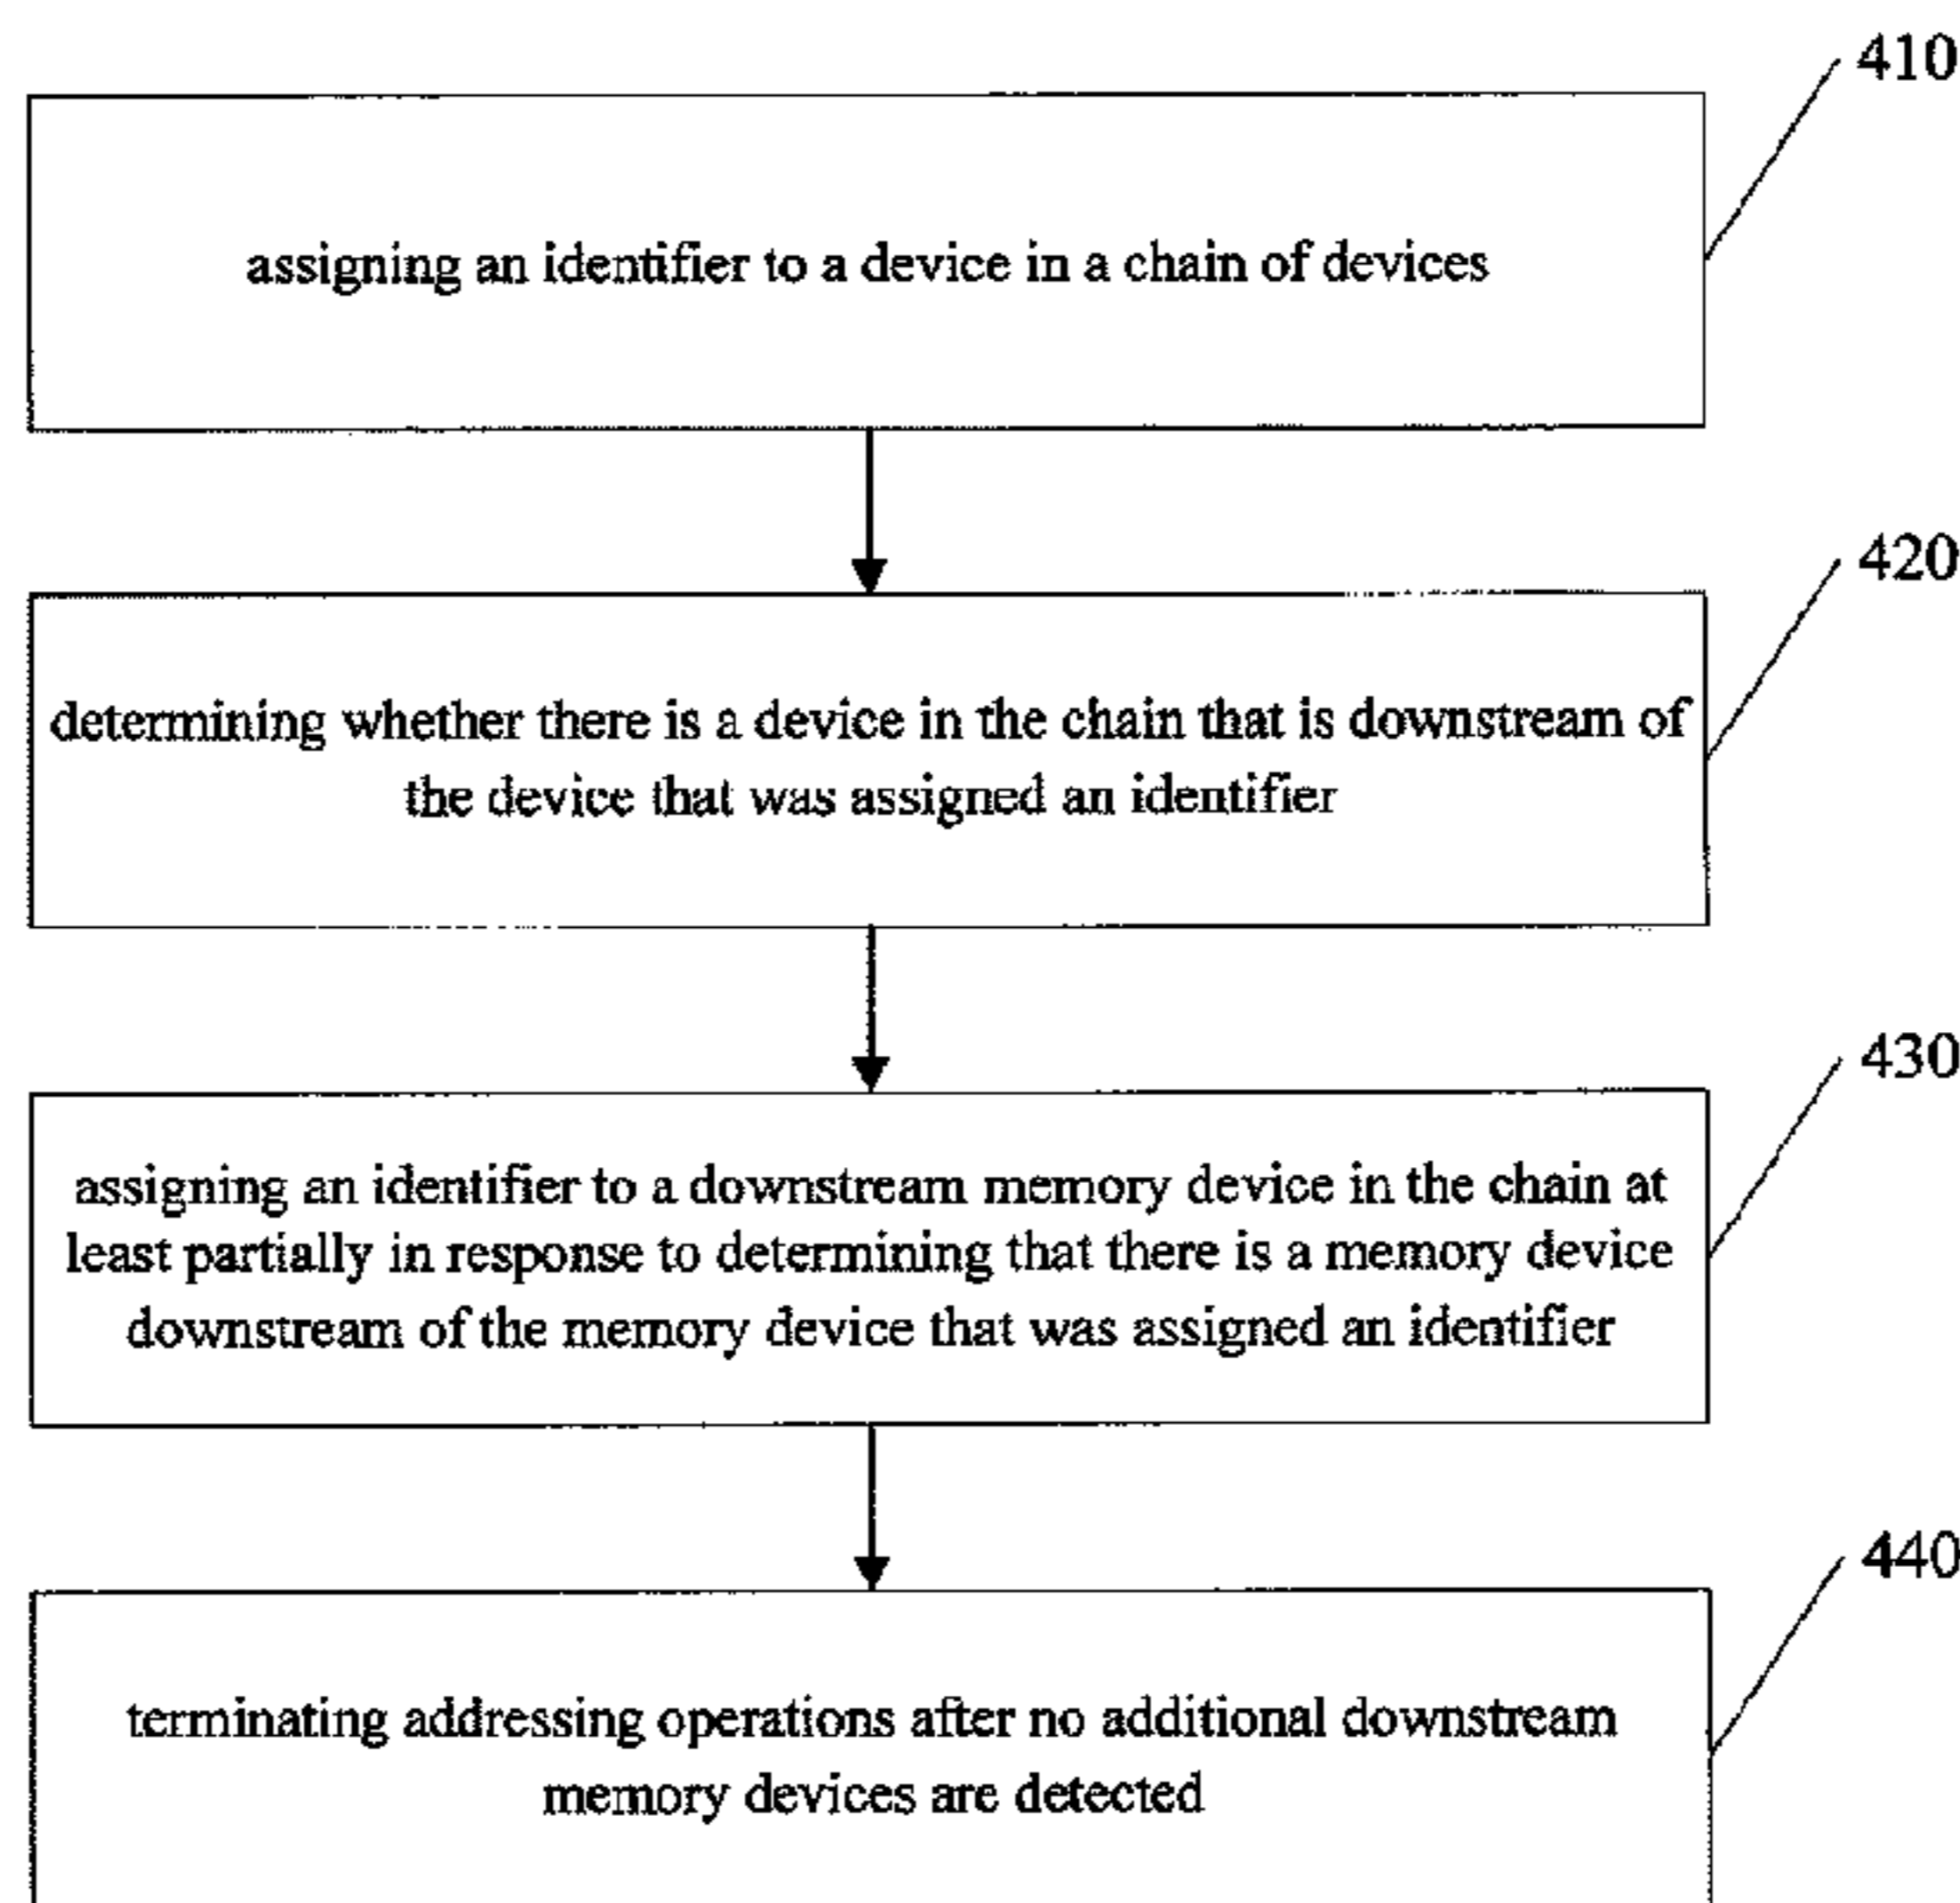 410
assigning an identifier to a device in a chain of devices
420
determining whether there is a device in the chain that is downstream of
the device that was assigned an identifier
430
assigning an identifier to a downstream memory device in the chain at
least partially in response to determining that there is a memory device
downstream of the memory device that was assigned an identifier
440
terminating addressing operations after no additional downstream
memory devices are detected